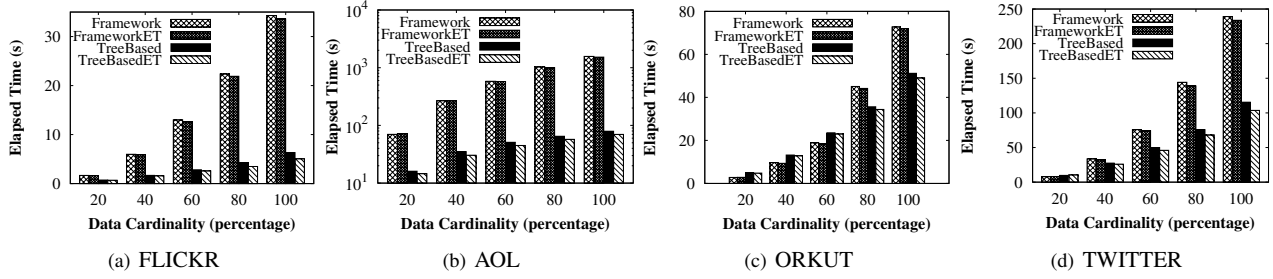 Elapsed Time (s)
30
20
10
0
Framework
FrameworkET
TreeBased
TreeBasedET
20 40 60 80 100
Data Cardinality (percentage)
(a) FLICKR
Elapsed Time (s)
10^4
10^3
10^2
10^1
Framework
FrameworkET
TreeBased
TreeBasedET
20 40 60 80 100
Data Cardinality (percentage)
(b) AOL
Elapsed Time (s)
80
60
40
20
0
Framework
FrameworkET
TreeBased
TreeBasedET
20 40 60 80 100
Data Cardinality (percentage)
(c) ORKUT
Elapsed Time (s)
250
200
150
100
50
0
Framework
FrameworkET
TreeBased
TreeBasedET
20 40 60 80 100
Data Cardinality (percentage)
(d) TWITTER